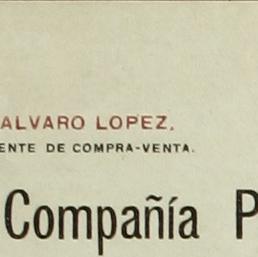 ALVARO LOPEZ,
ENTE DE COMPRA-VENTA.
Compañía P